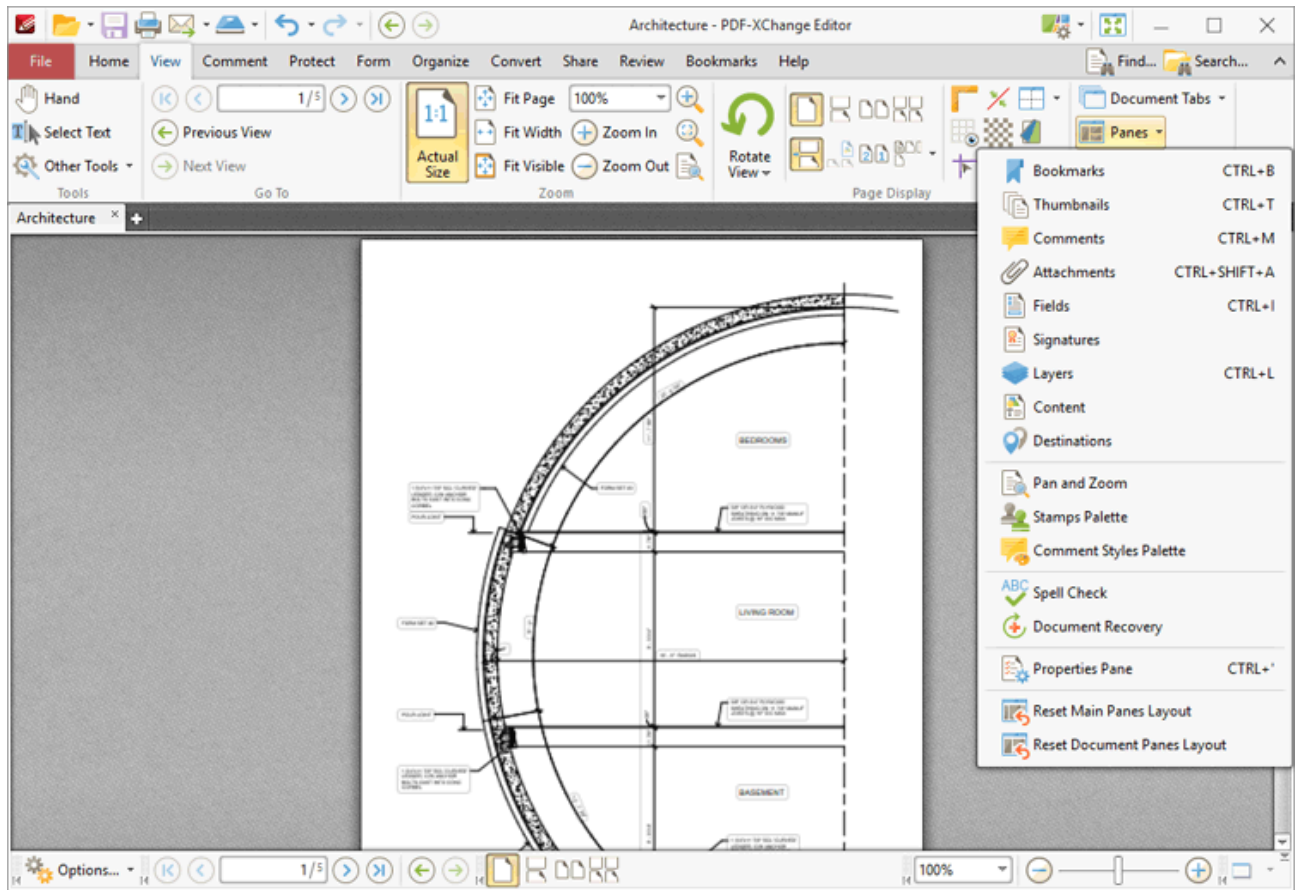 Architecture - PDF-XChange Editor
File Home View Comment Protect Form Organize Convert Share Review Bookmarks Help Find... Search...
Hand
Select Text
Other Tools
Tools
1/5
Previous View
Next View
Go To
1:1
Actual Size
Fit Page 100%
Fit Width Zoom In
Fit Visible Zoom Out
Zoom
Rotate View
Page Display
Document Tabs
Panes
Architecture
Bookmarks CTRL+B
Thumbnails CTRL+T
Comments CTRL+M
Attachments CTRL+SHIFT+A
Fields CTRL+I
Signatures
Layers CTRL+L
Content
Destinations
Pan and Zoom
Stamps Palette
Comment Styles Palette
ABC Spell Check
Document Recovery
Properties Pane CTRL+'
Reset Main Panes Layout
Reset Document Panes Layout
BEDROOMS
LIVING ROOM
BASEMENT
Options... 1/5 100%